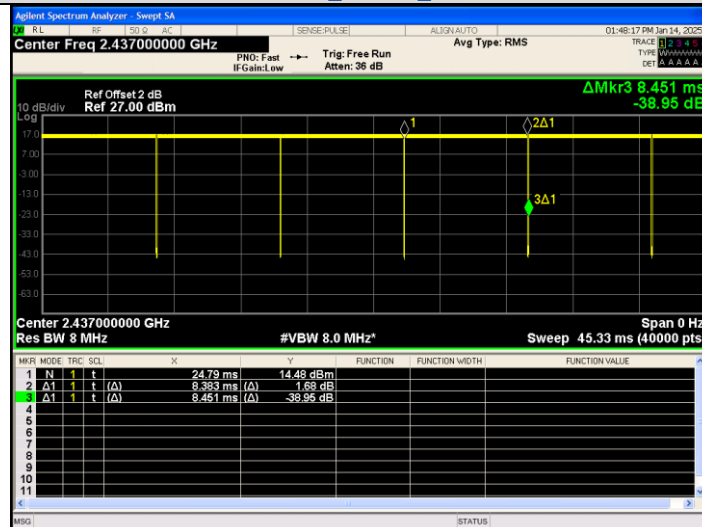 Agilent Spectrum Analyzer - Swept SA
RL RF 50 Ω AC SENSE:PULSE ALIGNAUTO 01:48:17 PM Jan 14, 2025
Center Freq 2.437000000 GHz Avg Type: RMS TRACE 1 2 3 4 5
PNO: Fast Trig: Free Run TYPE W
IFGain:Low Atten: 36 dB DET A A A A A
ΔMkr3 8.451 ms
-38.95 dB
Ref Offset 2 dB
10 dB/div Ref 27.00 dBm
Log
17.0
7.00
-3.00
-13.0
-23.0
-33.0
-43.0
-53.0
-63.0
1
2Δ1
3Δ1
Center 2.437000000 GHz Span 0 Hz
Res BW 8 MHz #VBW 8.0 MHz* Sweep 45.33 ms (40000 pts
MKR MODE TRC SCL X Y FUNCTION FUNCTION WIDTH FUNCTION VALUE
1 N 1 t 24.79 ms 14.48 dBm
2 Δ1 1 t (Δ) 8.383 ms (Δ) 1.68 dB
3 Δ1 1 t (Δ) 8.451 ms (Δ) -38.95 dB
4
5
6
7
8
9
10
11
MSG STATUS